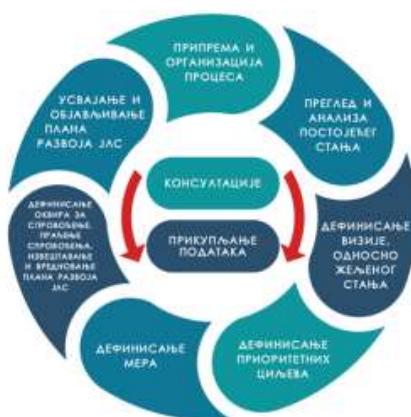 ПРИПРЕМА И
ОРГАНИЗАЦИЈА
ПРОЦЕСА
ПРЕГЛЕД И
АНАЛИЗА
ПОСТОЈЕЋЕГ
СТАЊА
ДЕФИНИСАЊЕ
ВИЗИЈЕ,
ОДНОСНО
ЖЕЉЕНОГ
СТАЊА
ДЕФИНИСАЊЕ
ПРИОРИТЕТНИХ
ЦИЉЕВА
ДЕФИНИСАЊЕ
МЕРА
ДЕФИНИСАЊЕ
ОКВИРА ЗА
СПРОВОЂЕЊЕ,
ПРАЋЕЊЕ
СПРОВОЂЕЊА,
ИЗВЕШТАВАЊЕ
И ВРЕДНОВАЊЕ
ПЛАНА РАЗВОЈА
ЈЛС
УСВАЈАЊЕ И
ОБЈАВЉИВАЊЕ
ПЛАНА
РАЗВОЈА ЈЛС
КОНСУЛТАЦИЈЕ
ПРИКУПЉАЊЕ
ПОДАТАКА